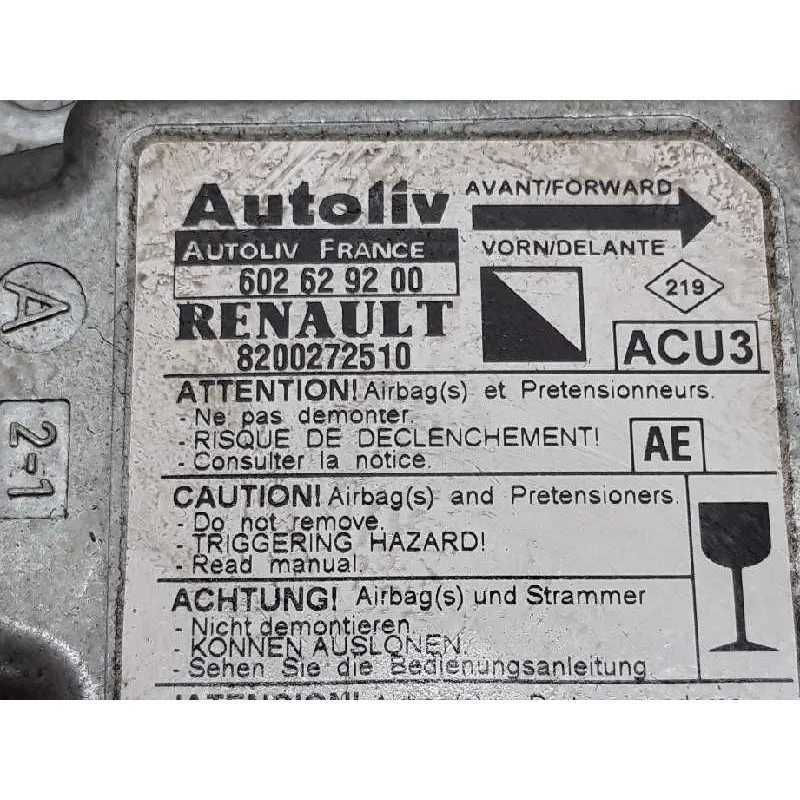 Autoliv
AVANT/FORWARD
AUTOLIV FRANCE
VORN/DELANTE
602 62 92 00
219
RENAULT
ACU3
8200272510
ATTENTION! Airbag(s) et Pretensionneurs.
- Ne pas demonter.
- RISQUE DE DECLENCHEMENT!
- Consulter la notice.
AE
CAUTION! Airbag(s) and Pretensioners.
- Do not remove.
- TRIGGERING HAZARD!
- Read manual.
ACHTUNG! Airbag(s) und Strammer
- Nicht demontieren
- KONNEN AUSLONEN.
- Sehen Sie die Bedienungsanleitung
A
2-1